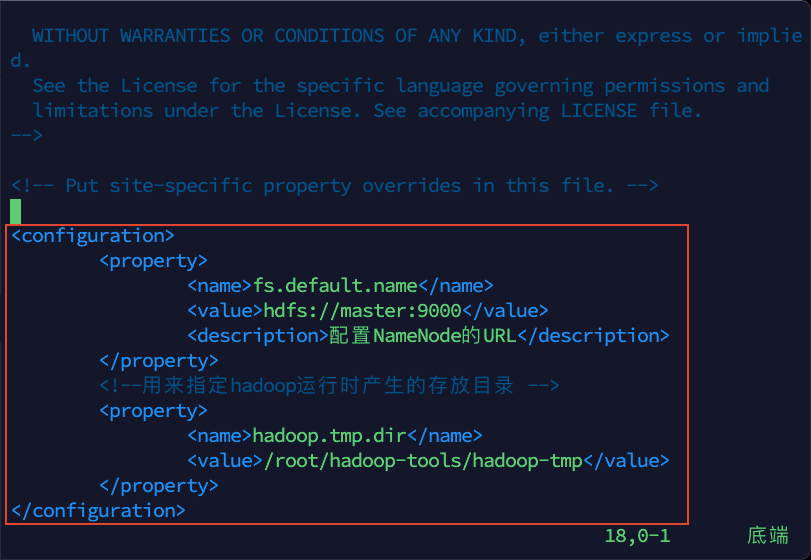 WITHOUT WARRANTIES OR CONDITIONS OF ANY KIND, either express or implie
d.
See the License for the specific language governing permissions and
limitations under the License. See accompanying LICENSE file.
-->
<!-- Put site-specific property overrides in this file. -->
<configuration>
<property>
<name>fs.default.name</name>
<value>hdfs://master:9000</value>
<description>配置NameNode的URL</description>
</property>
<!--用来指定hadoop运行时产生的存放目录 -->
<property>
<name>hadoop.tmp.dir</name>
<value>/root/hadoop-tools/hadoop-tmp</value>
</property>
</configuration>
18,0-1 底端